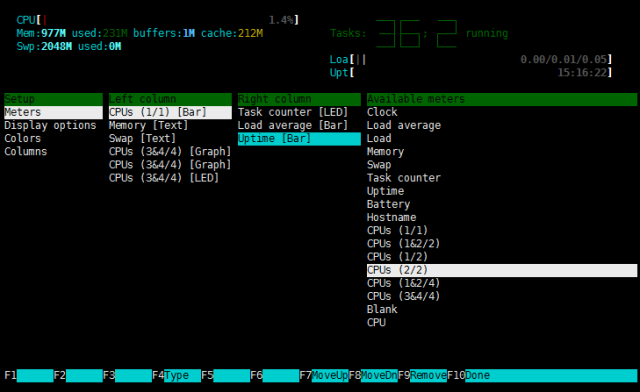 CPU[| 1.4%]
Mem:977M used:231M buffers:1M cache:212M
Swp:2048M used:0M
Tasks: 36; 2 running
Loa[|| 0.00/0.01/0.05]
Upt[ 15:16:22]
Setup
Meters
Display options
Colors
Columns
Left column
CPUs (1/1) [Bar]
Memory [Text]
Swap [Text]
CPUs (3&4/4) [Graph]
CPUs (3&4/4) [Graph]
CPUs (3&4/4) [LED]
Right column
Task counter [LED]
Load average [Bar]
Uptime [Bar]
Available meters
Clock
Load average
Load
Memory
Swap
Task counter
Uptime
Battery
Hostname
CPUs (1/1)
CPUs (1&2/2)
CPUs (1/2)
CPUs (2/2)
CPUs (1&2/4)
CPUs (3&4/4)
Blank
CPU
F1 F2 F3 F4Type F5 F6 F7MoveUpF8MoveDnF9RemoveF10Done